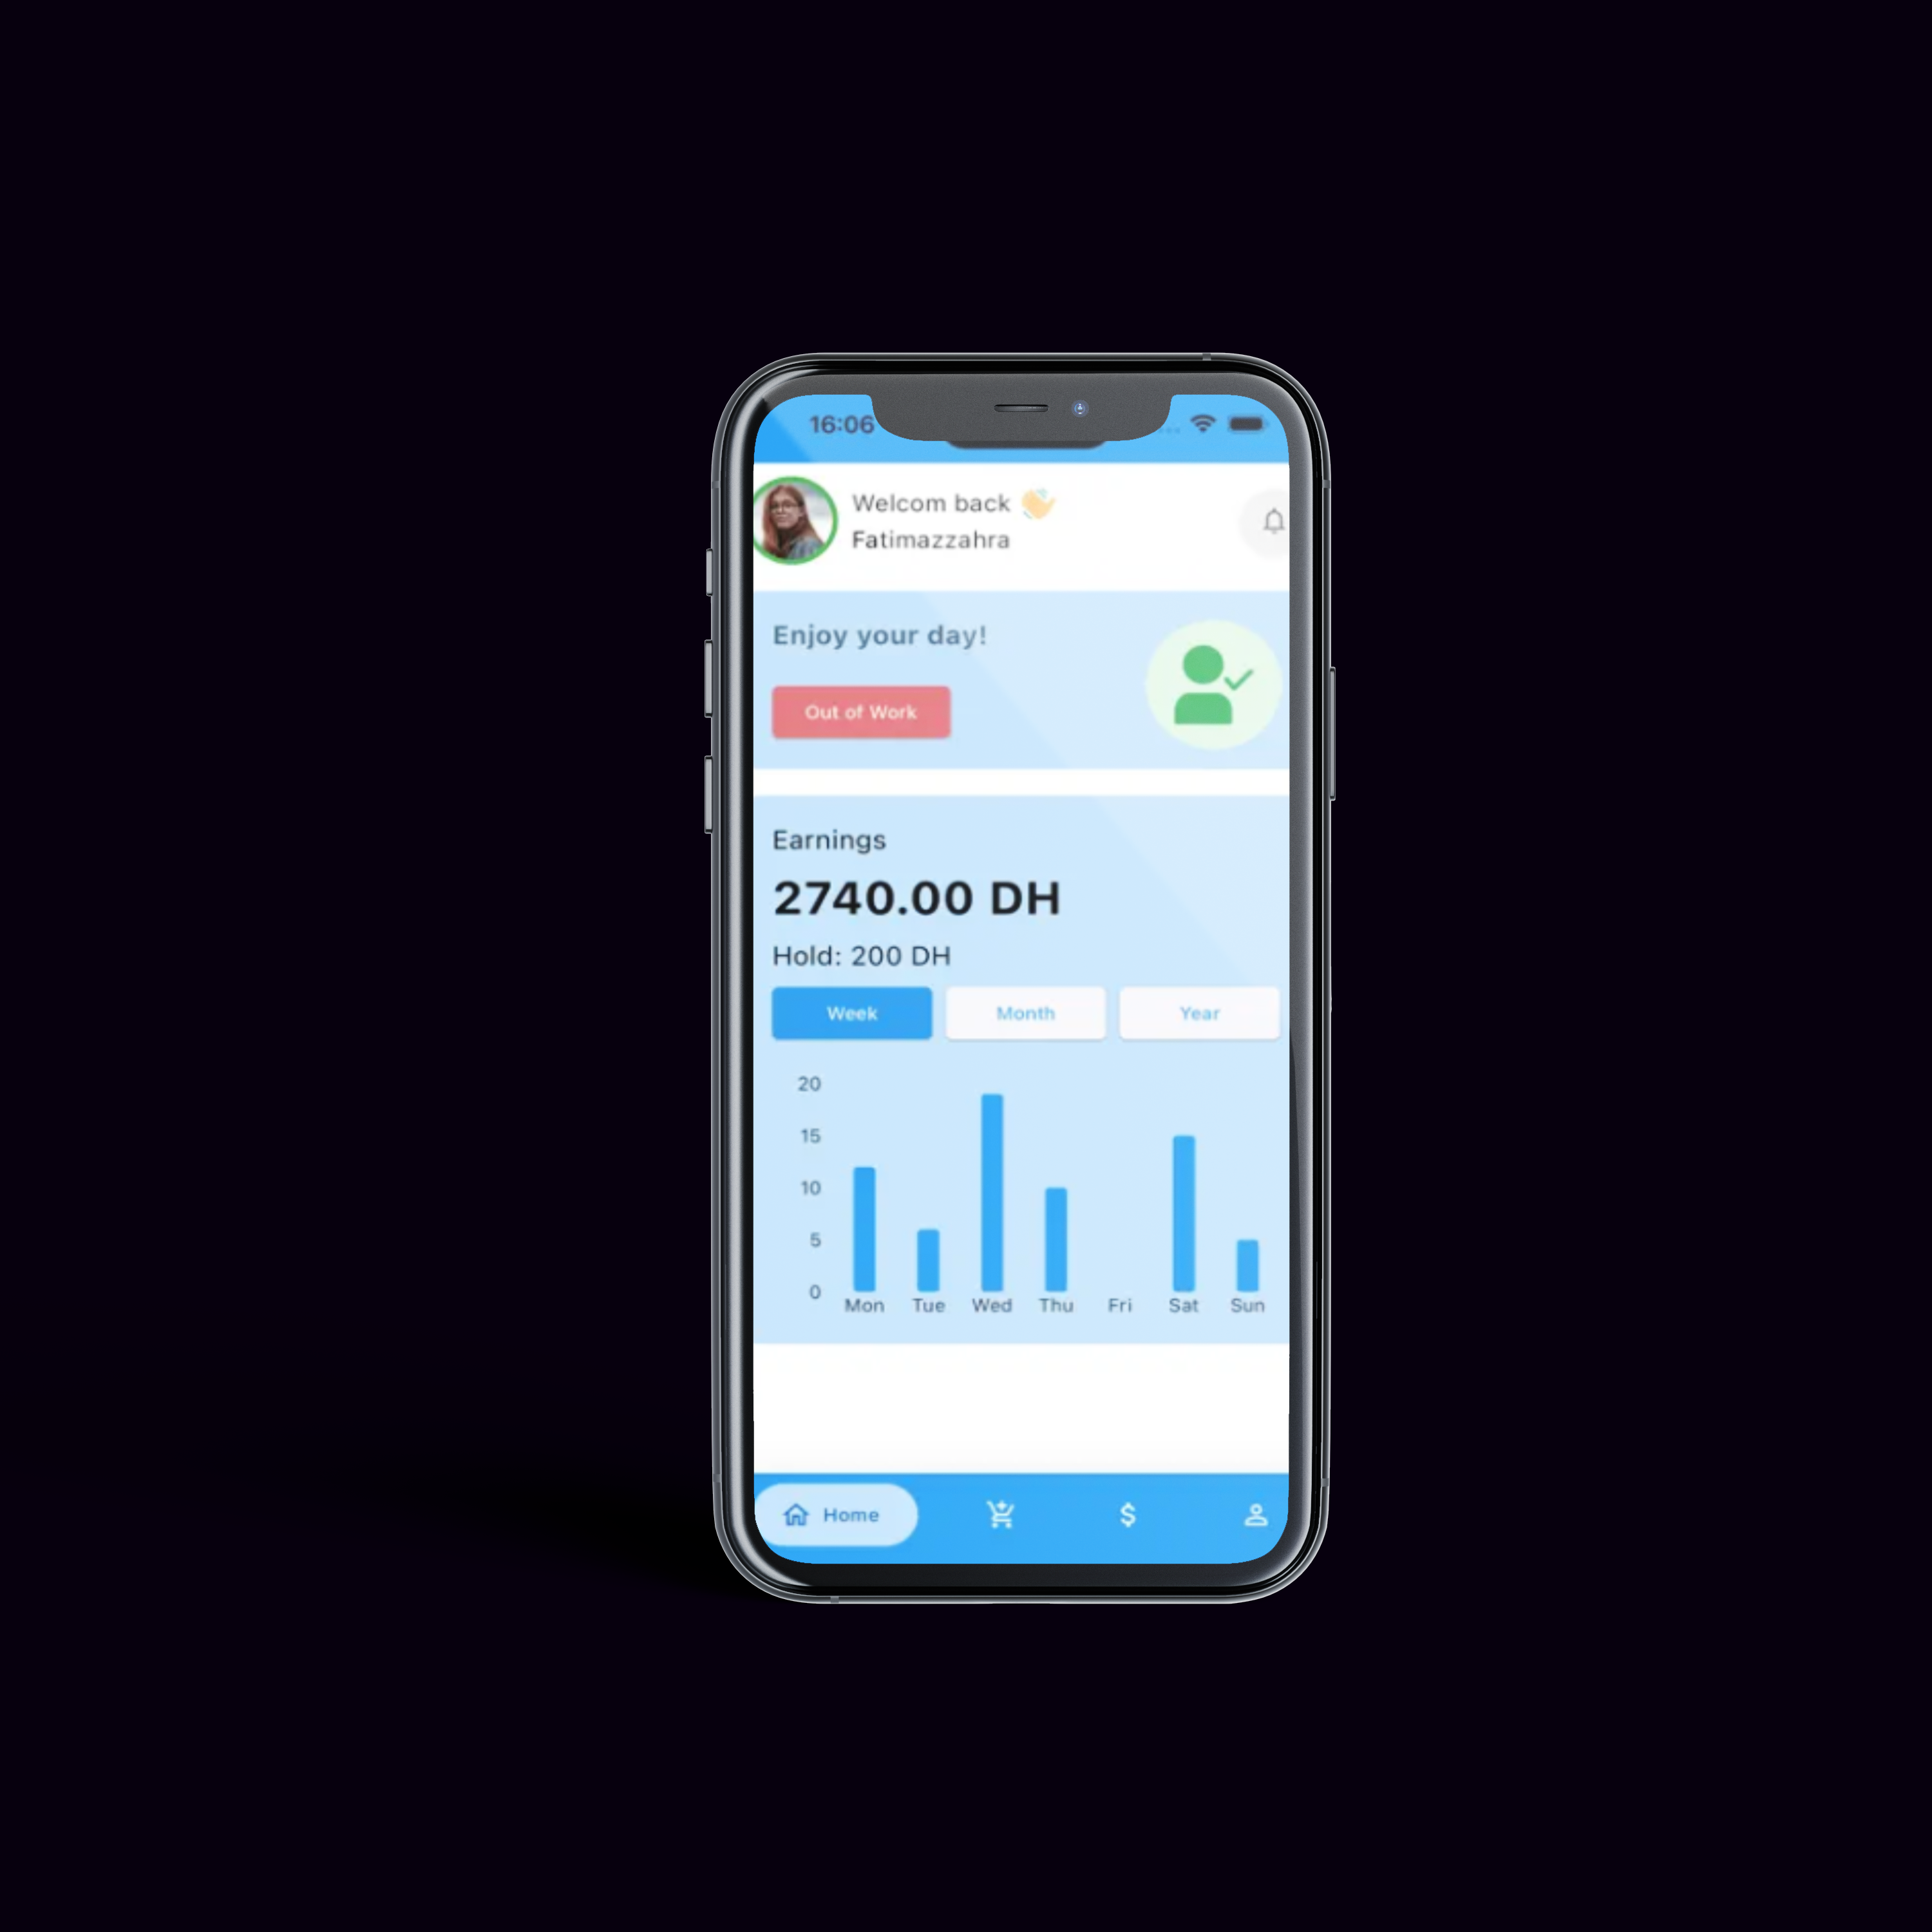 16:06
Welcom back 👋
Fatimazzahra
Enjoy your day!
Out of Work
Earnings
2740.00 DH
Hold: 200 DH
Week Month Year
20
15
10
5
0
Mon Tue Wed Thu Fri Sat Sun
Home $